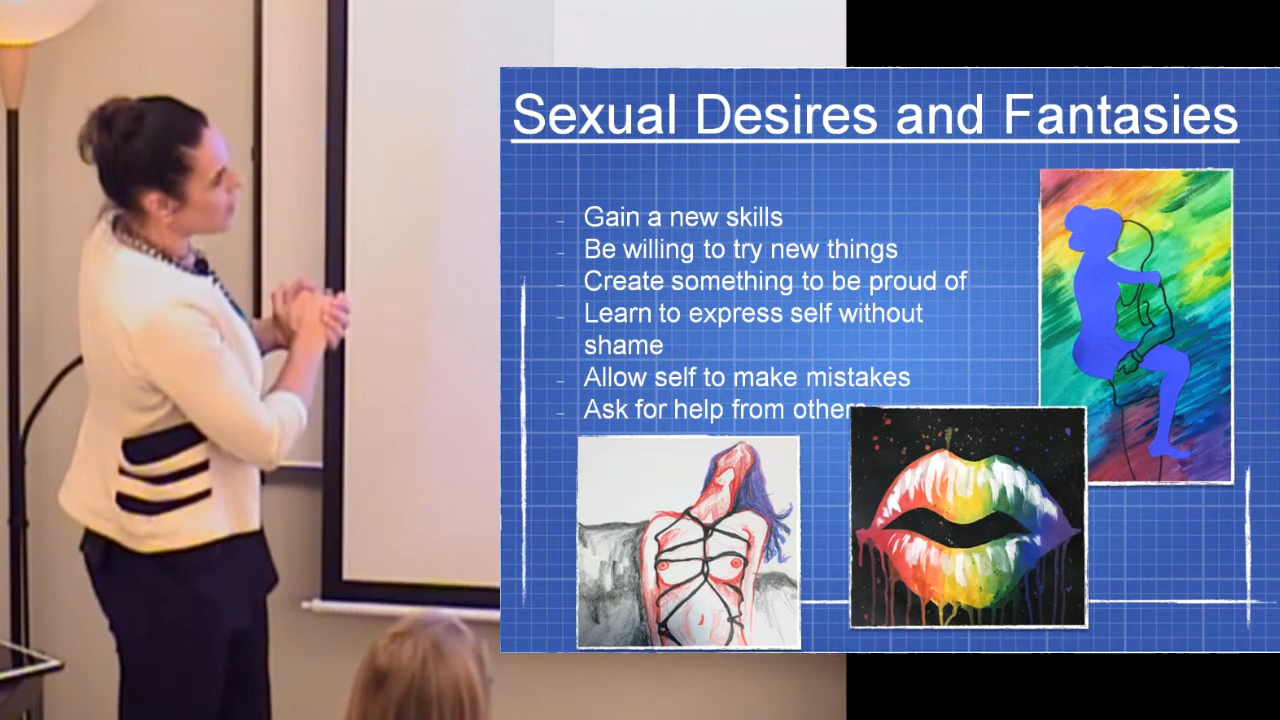 Sexual Desires and Fantasies
- Gain a new skills
- Be willing to try new things
- Create something to be proud of
- Learn to express self without
shame
- Allow self to make mistakes
- Ask for help from others